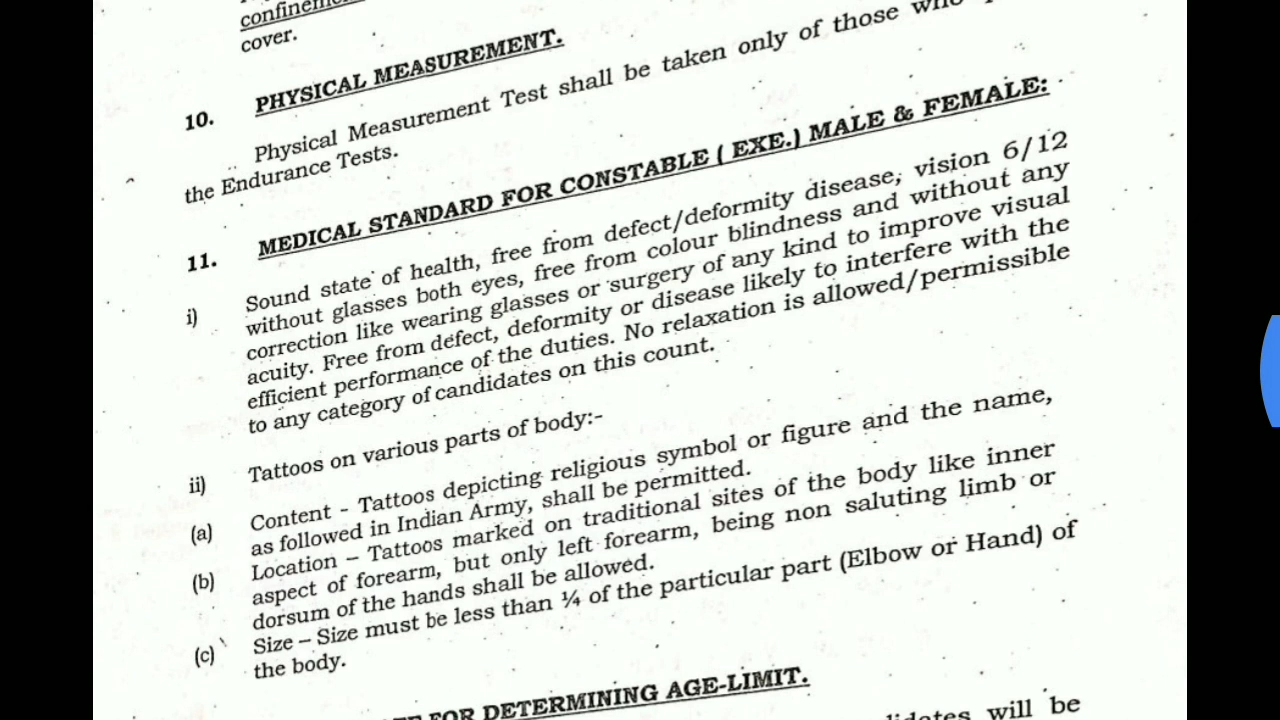 cover.
10. PHYSICAL MEASUREMENT.
Physical Measurement Test shall be taken only of those
the Endurance Tests.
11. MEDICAL STANDARD FOR CONSTABLE ( EXE.) MALE & FEMALE:
i) Sound state of health, free from defect/deformity disease, vision 6/12
without glasses both eyes, free from colour blindness and without any
correction like wearing glasses or surgery of any kind to improve visual
acuity. Free from defect, deformity or disease likely to interfere with the
efficient performance of the duties. No relaxation is allowed/permissible
to any category of candidates on this count.
ii) Tattoos on various parts of body:-
(a) Content - Tattoos depicting religious symbol or figure and the name,
as followed in Indian Army, shall be permitted.
(b) Location – Tattoos marked on traditional sites of the body like inner
aspect of forearm, but only left forearm, being non saluting limb or
dorsum of the hands shall be allowed.
(c) Size – Size must be less than ¼ of the particular part (Elbow or Hand) of
the body.
FOR DETERMINING AGE-LIMIT.
will be